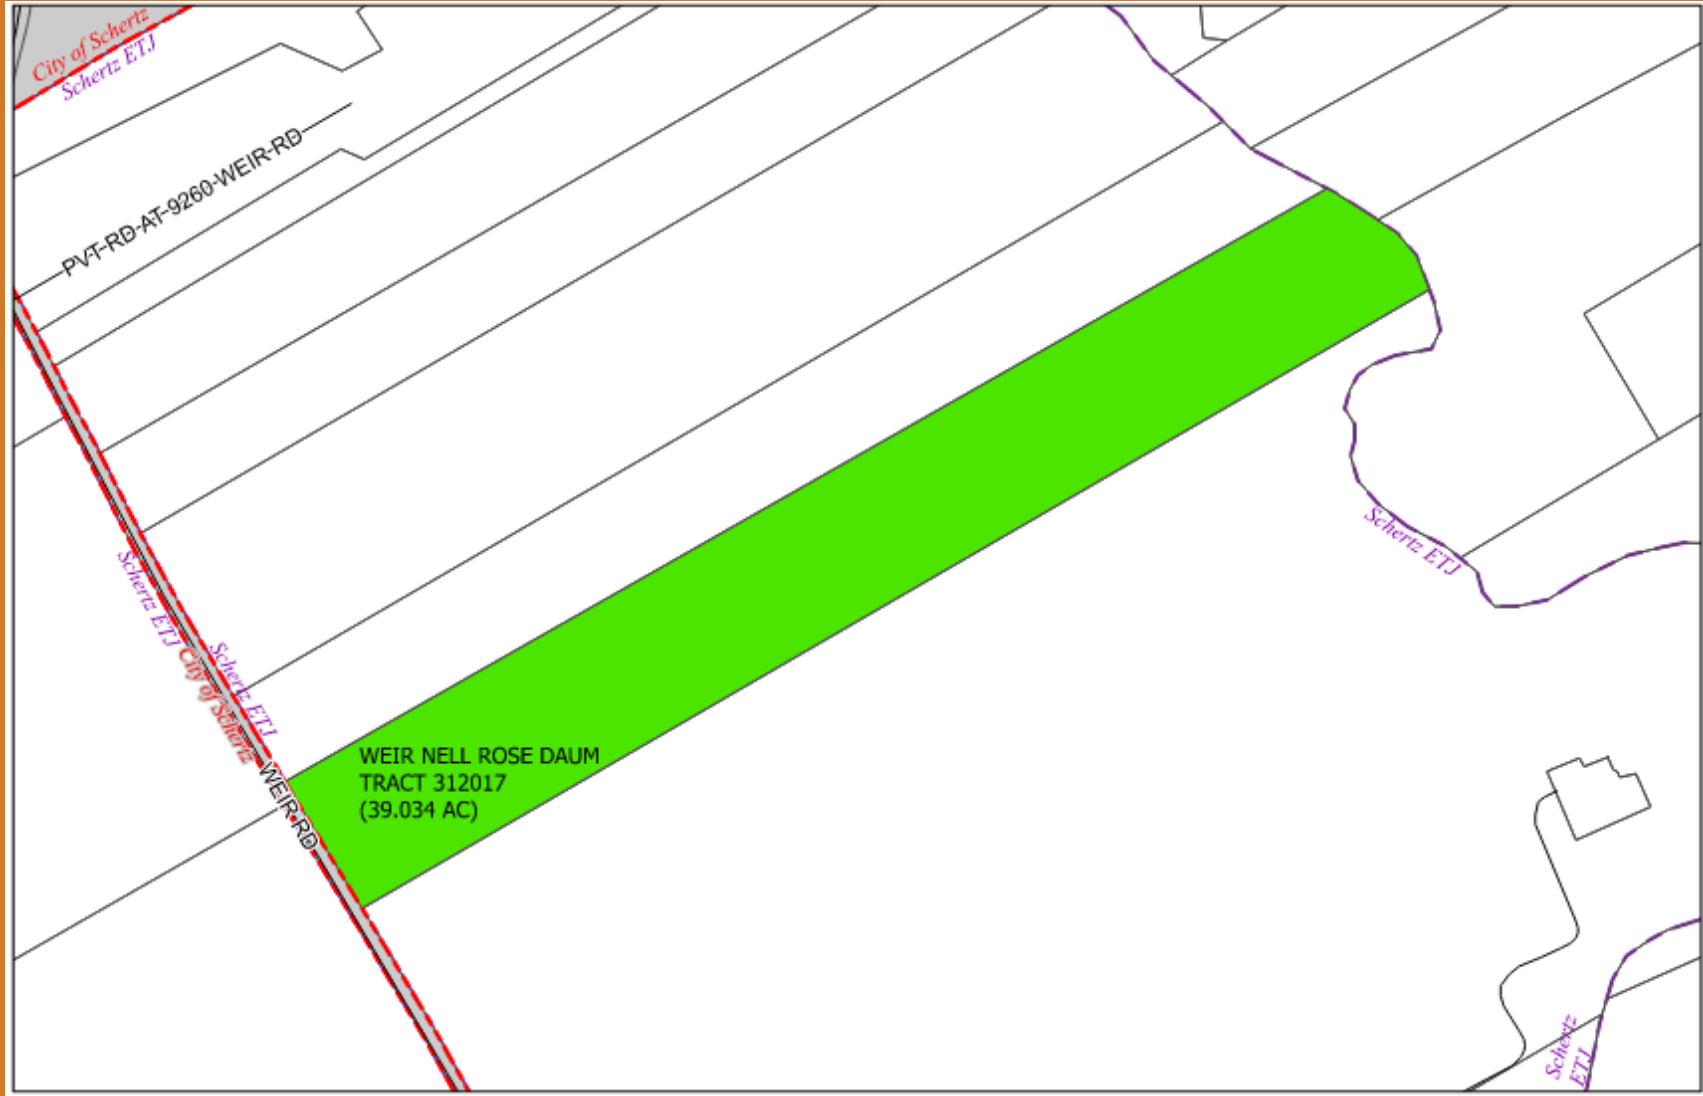 City of Schertz
Schertz ETJ
PVT-RD-AT-9260-WEIR-RD
Schertz ETJ
Schertz ETJ
City of Schertz
Schertz ETJ
WEIR RD
WEIR NELL ROSE DAUM
TRACT 312017
(39.034 AC)
Schertz
ETJ